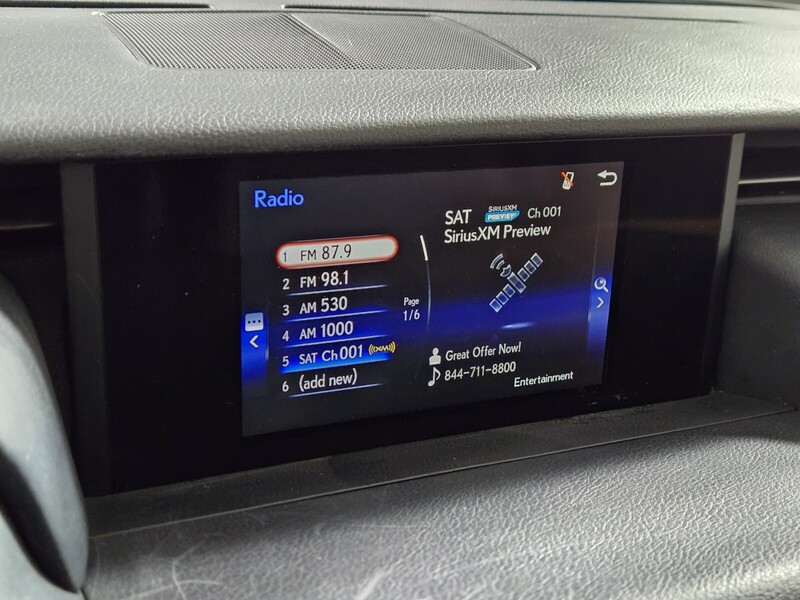 Radio
1 FM 87.9
2 FM 98.1
3 AM 530
4 AM 1000
5 SAT Ch 001 ((XM))
6 (add new)
Page
1/6
SAT SIRIUSXM PREVIEW Ch 001
SiriusXM Preview
Great Offer Now!
844-711-8800
Entertainment